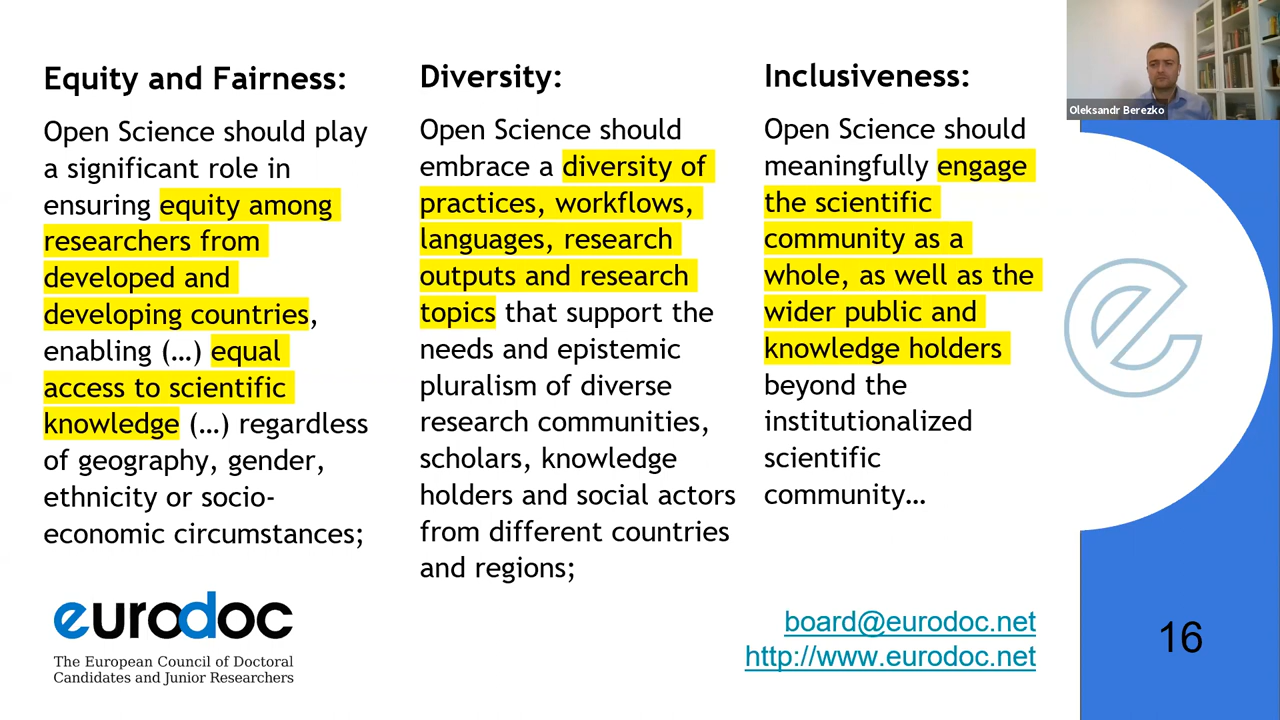 Equity and Fairness:
Open Science should play
a significant role in
ensuring equity among
researchers from
developed and
developing countries,
enabling (…) equal
access to scientific
knowledge (…) regardless
of geography, gender,
ethnicity or socio-
economic circumstances;
Diversity:
Open Science should
embrace a diversity of
practices, workflows,
languages, research
outputs and research
topics that support the
needs and epistemic
pluralism of diverse
research communities,
scholars, knowledge
holders and social actors
from different countries
and regions;
Inclusiveness:
Open Science should
meaningfully engage
the scientific
community as a
whole, as well as the
wider public and
knowledge holders
beyond the
institutionalized
scientific
community…
Oleksandr Berezko
eurodoc
The European Council of Doctoral
Candidates and Junior Researchers
board@eurodoc.net
http://www.eurodoc.net
16